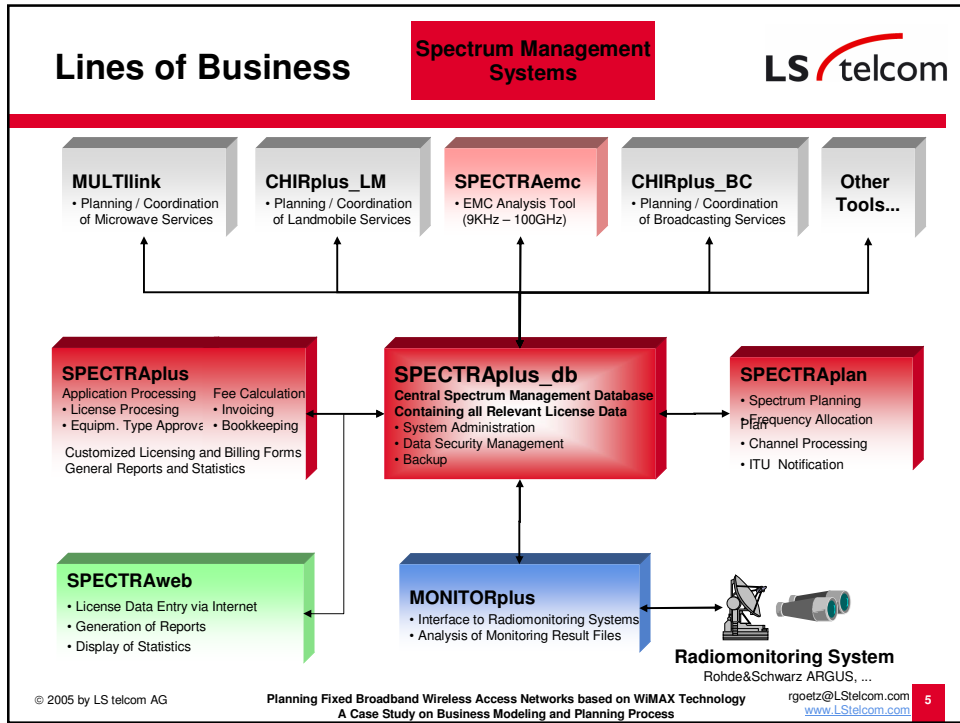 Lines of Business
Spectrum Management
Systems
LS telcom
MULTIlink
• Planning / Coordination
of Microwave Services
CHIRplus_LM
• Planning / Coordination
of Landmobile Services
SPECTRAemc
• EMC Analysis Tool
(9KHz – 100GHz)
CHIRplus_BC
• Planning / Coordination
of Broadcasting Services
Other
Tools...
SPECTRAplus
Application Processing
• License Procesing
• Equipm. Type Approva
Fee Calculation
• Invoicing
• Bookkeeping
Customized Licensing and Billing Forms
General Reports and Statistics
SPECTRAplus_db
Central Spectrum Management Database
Containing all Relevant License Data
• System Administration
• Data Security Management
• Backup
SPECTRAplan
• Spectrum Planning
• Frequency Allocation
Plan
• Channel Processing
• ITU Notification
SPECTRAweb
• License Data Entry via Internet
• Generation of Reports
• Display of Statistics
MONITORplus
• Interface to Radiomonitoring Systems
• Analysis of Monitoring Result Files
Radiomonitoring System
Rohde&Schwarz ARGUS, ...
© 2005 by LS telcom AG
Planning Fixed Broadband Wireless Access Networks based on WiMAX Technology
A Case Study on Business Modeling and Planning Process
rgoetz@LStelcom.com
www.LStelcom.com
5